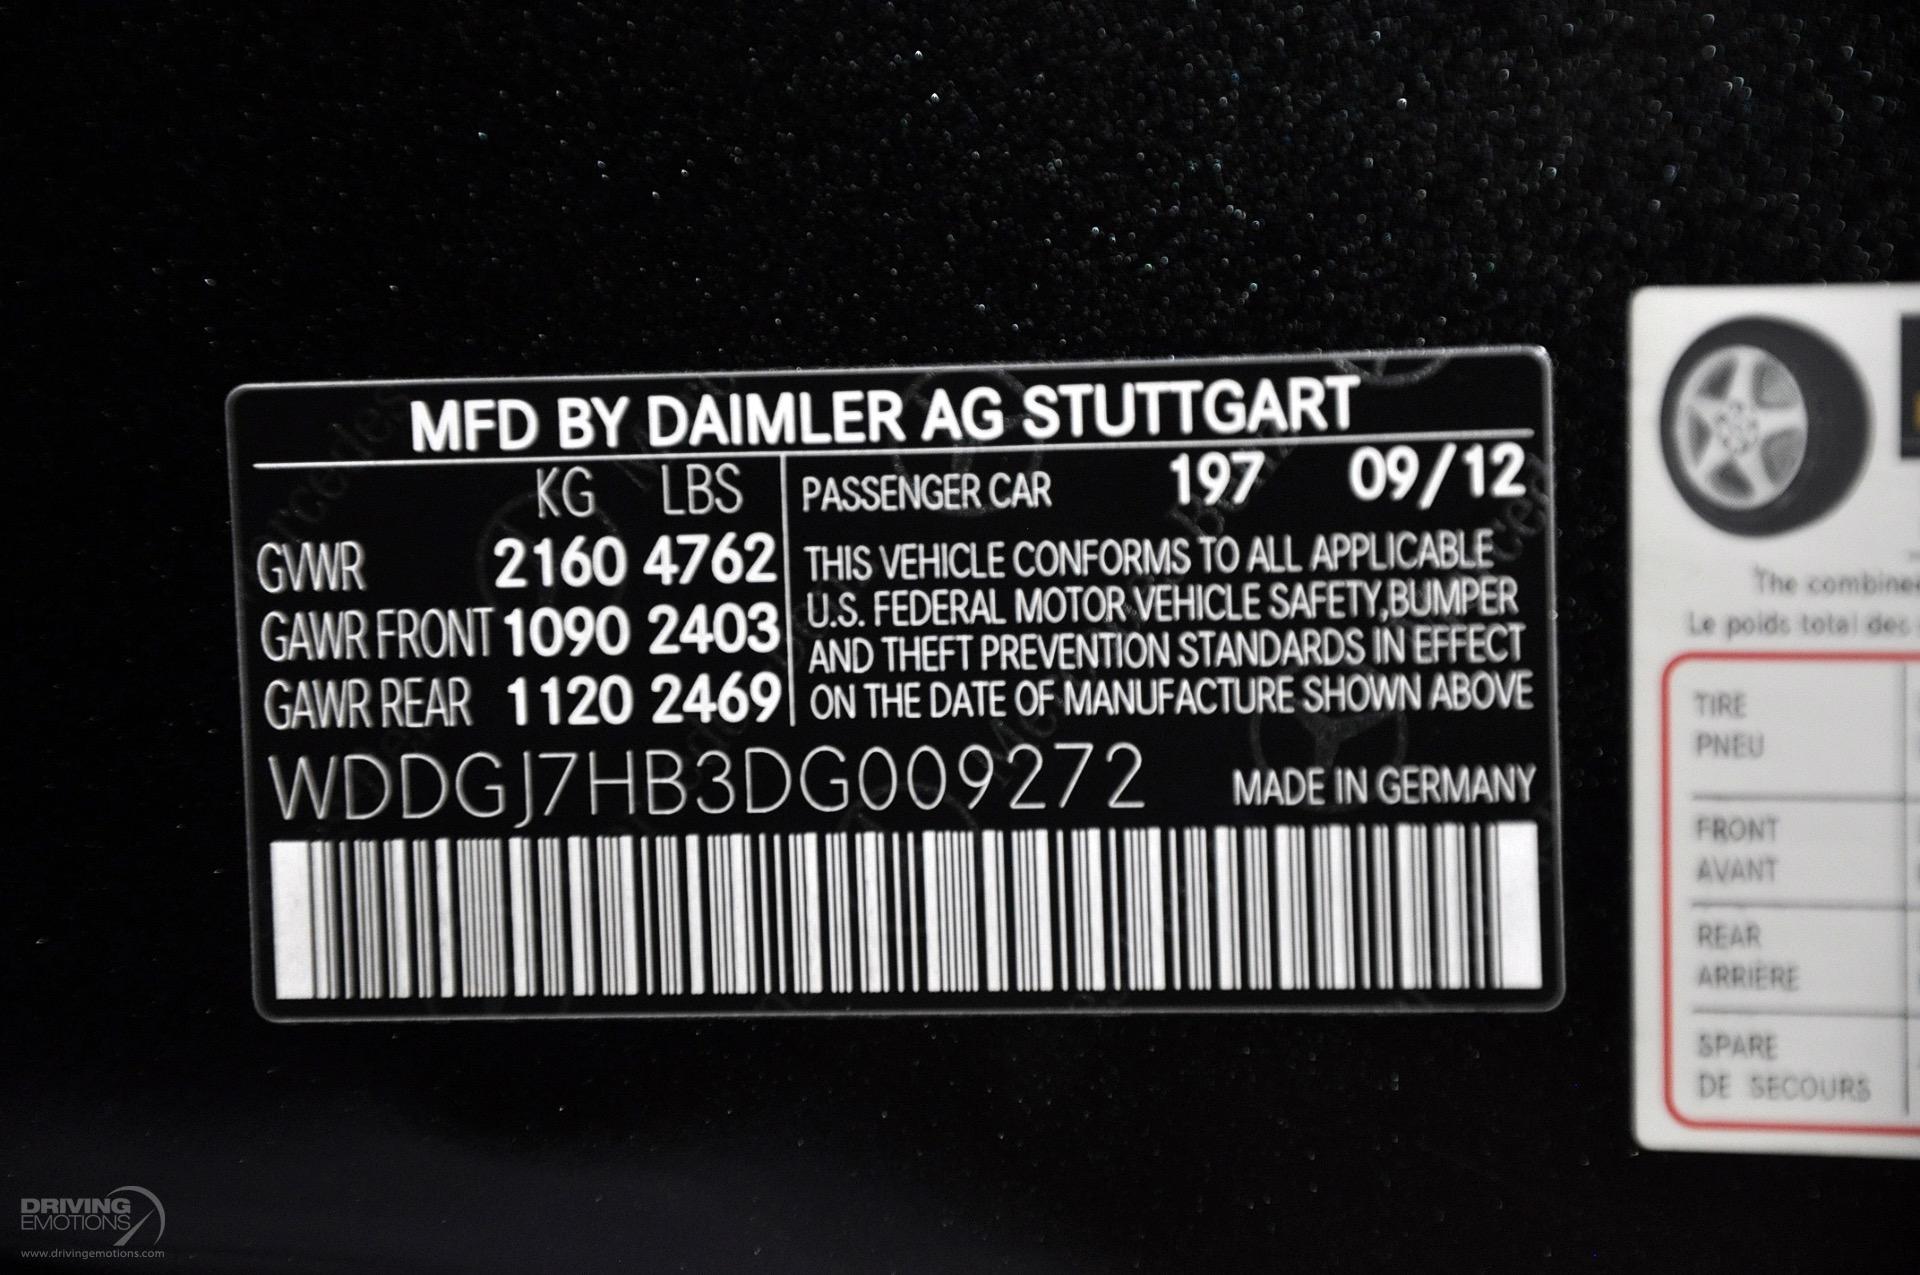 MFD BY DAIMLER AG STUTTGART
KG LBS
GVWR 2160 4762
GAWR FRONT 1090 2403
GAWR REAR 1120 2469
PASSENGER CAR 197 09/12
THIS VEHICLE CONFORMS TO ALL APPLICABLE
U.S. FEDERAL MOTOR VEHICLE SAFETY, BUMPER
AND THEFT PREVENTION STANDARDS IN EFFECT
ON THE DATE OF MANUFACTURE SHOWN ABOVE
WDDGJ7HB3DG009272 MADE IN GERMANY
The combine
Le poids total des
TIRE
PNEU
FRONT
AVANT
REAR
ARRIÈRE
SPARE
DE SECOURS
DRIVING
EMOTIONS
www.drivingemotions.com